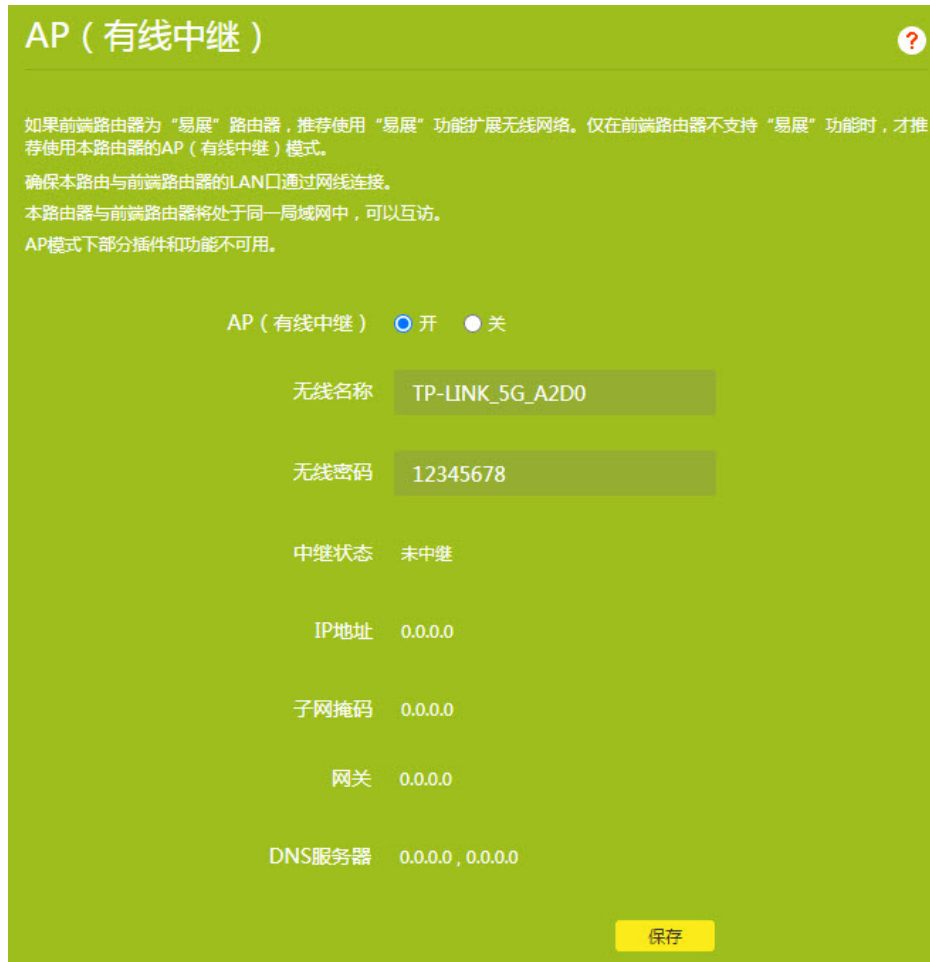 AP（有线中继）
?
如果前端路由器为“易展”路由器，推荐使用“易展”功能扩展无线网络。仅在前端路由器不支持“易展”功能时，才推
荐使用本路由器的AP（有线中继）模式。
确保本路由与前端路由器的LAN口通过网线连接。
本路由器与前端路由器将处于同一局域网中，可以互访。
AP模式下部分插件和功能不可用。
AP（有线中继） 开 关
无线名称 TP-LINK_5G_A2D0
无线密码 12345678
中继状态 未中继
IP地址 0.0.0.0
子网掩码 0.0.0.0
网关 0.0.0.0
DNS服务器 0.0.0.0 , 0.0.0.0
保存